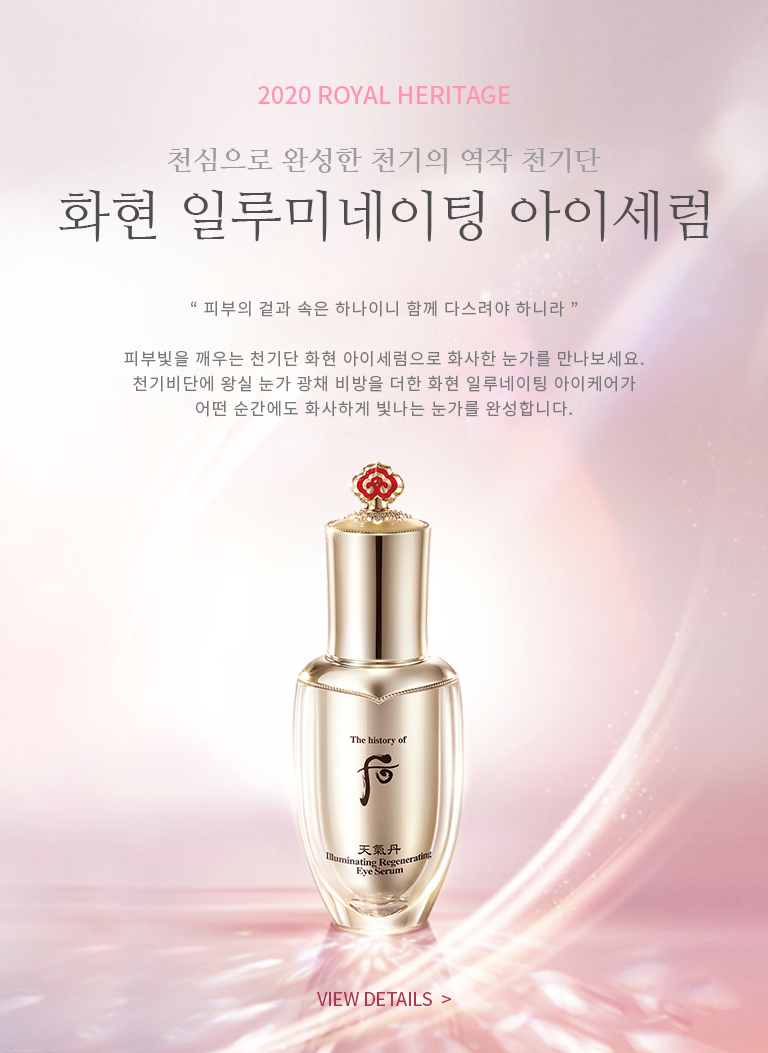 2020 ROYAL HERITAGE
천심으로 완성한 천기의 역작 천기단
화현 일루미네이팅 아이세럼
“ 피부의 겉과 속은 하나이니 함께 다스려야 하니라 ”
피부빛을 깨우는 천기단 화현 아이세럼으로 화사한 눈가를 만나보세요.
천기비단에 왕실 눈가 광채 비방을 더한 화현 일루네이팅 아이케어가
어떤 순간에도 화사하게 빛나는 눈가를 완성합니다.
The history of
后
天氣丹
Illuminating Regenerating
Eye Serum
VIEW DETAILS >